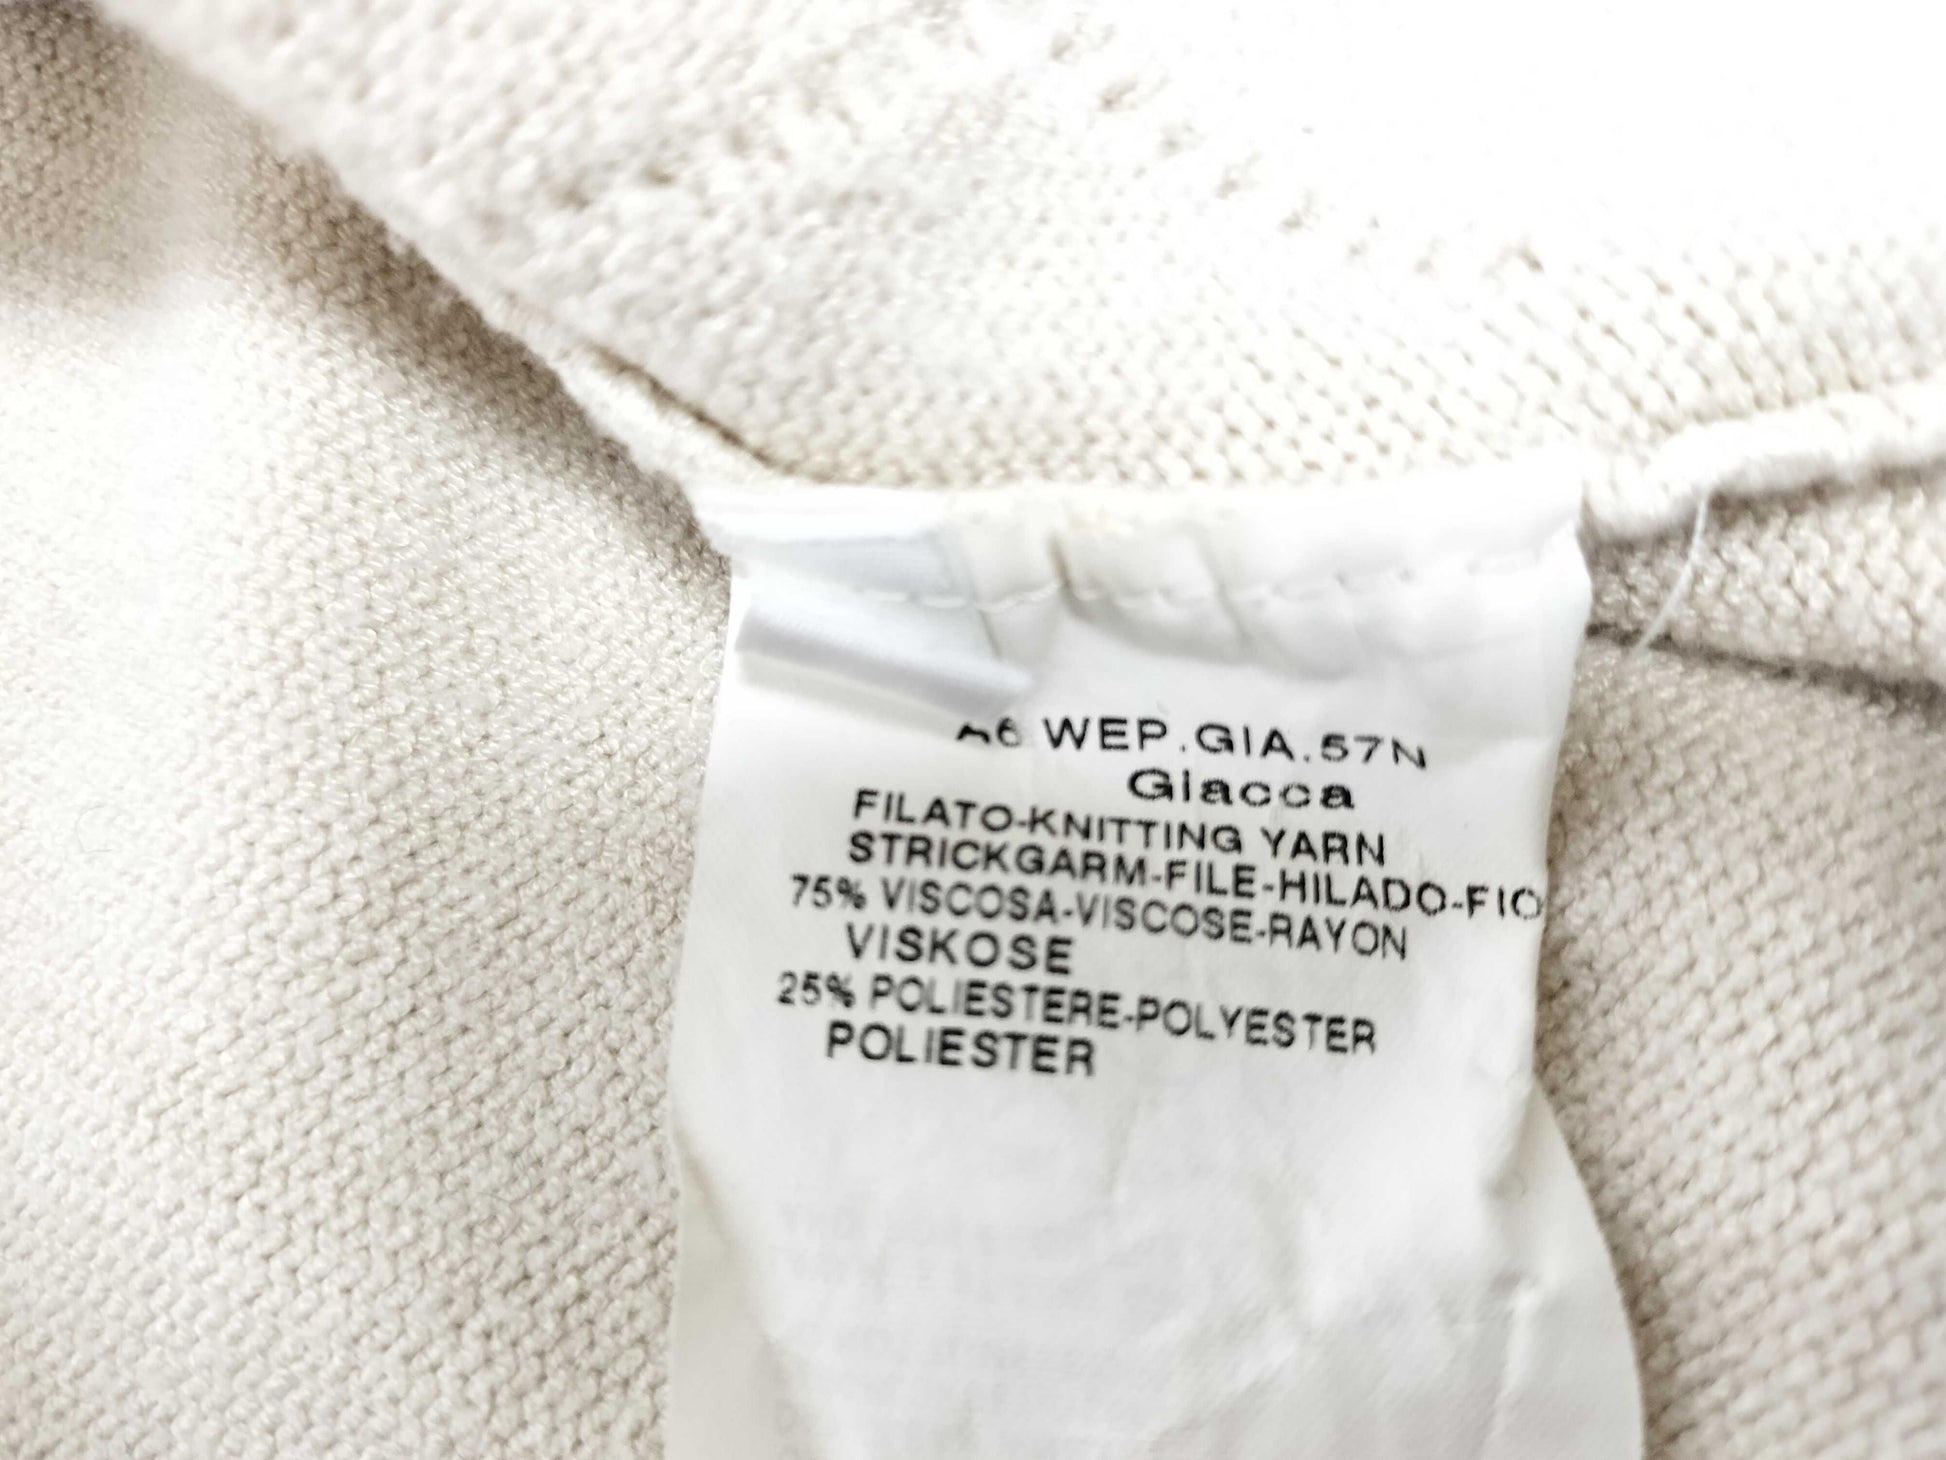 WEP.GIA.57N
Giacca
FILATO-KNITTING YARN
STRICKGARM-FILE-HILADO-FIO
75% VISCOSA-VISCOSE-RAYON
VISKOSE
25% POLIESTERE-POLYESTER
POLIESTER